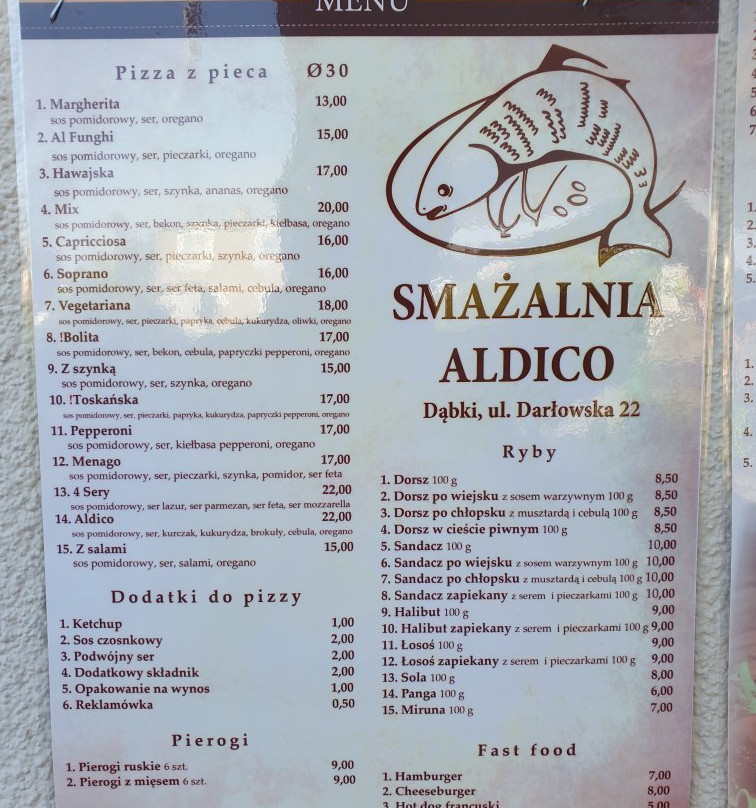 MENU
Pizza z pieca Ø30
1. Margherita 13,00
sos pomidorowy, ser, oregano
2. Al Funghi 15,00
sos pomidorowy, ser, pieczarki, oregano
3. Hawajska 17,00
sos pomidorowy, ser, szynka, ananas, oregano
4. Mix 20,00
sos pomidorowy, ser, bekon, szynka, pieczarki, kiełbasa, oregano
5. Capricciosa 16,00
sos pomidorowy, ser, pieczarki, szynka, oregano
6. Soprano 16,00
sos pomidorowy, ser, ser feta, salami, cebula, oregano
7. Vegetariana 18,00
sos pomidorowy, ser, pieczarki, papryka, cebula, kukurydza, oliwki, oregano
8. !Bolita 17,00
sos pomidorowy, ser, bekon, cebula, papryczki pepperoni, oregano
9. Z szynką 15,00
sos pomidorowy, ser, szynka, oregano
10. !Toskańska 17,00
sos pomidorowy, ser, pieczarki, papryka, kukurydza, papryczki pepperoni, oregano
11. Pepperoni 17,00
sos pomidorowy, ser, kiełbasa pepperoni, oregano
12. Menago 17,00
sos pomidorowy, ser, pieczarki, szynka, pomidor, ser feta
13. 4 Sery 22,00
sos pomidorowy, ser lazur, ser parmezan, ser feta, ser mozzarella
14. Aldico 22,00
sos pomidorowy, ser, kurczak, kukurydza, brokuły, cebula, oregano
15. Z salami 15,00
sos pomidorowy, ser, salami, oregano
Dodatki do pizzy
1. Ketchup 1,00
2. Sos czosnkowy 2,00
3. Podwójny ser 2,00
4. Dodatkowy składnik 2,00
5. Opakowanie na wynos 1,00
6. Reklamówka 0,50
Pierogi
1. Pierogi ruskie 6 szt. 9,00
2. Pierogi z mięsem 6 szt. 9,00
SMAŻALNIA
ALDICO
Dąbki, ul. Darłowska 22
Ryby
1. Dorsz 100 g 8,50
2. Dorsz po wiejsku z sosem warzywnym 100 g 8,50
3. Dorsz po chłopsku z musztardą i cebulą 100 g 8,50
4. Dorsz w cieście piwnym 100 g 8,50
5. Sandacz 100 g 10,00
6. Sandacz po wiejsku z sosem warzywnym 100 g 10,00
7. Sandacz po chłopsku z musztardą i cebulą 100 g 10,00
8. Sandacz zapiekany z serem i pieczarkami 100 g 10,00
9. Halibut 100 g 9,00
10. Halibut zapiekany z serem i pieczarkami 100 g 9,00
11. Łosoś 100 g 9,00
12. Łosoś zapiekany z serem i pieczarkami 100 g 9,00
13. Sola 100 g 8,00
14. Panga 100 g 6,00
15. Miruna 100 g 7,00
Fast food
1. Hamburger 7,00
2. Cheeseburger 8,00
3. Hot dog francuski 5,00